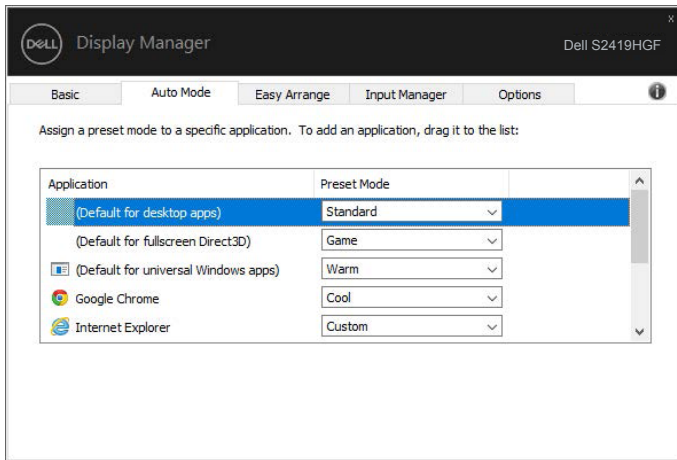 x
DELL Display Manager Dell S2419HGF
Basic Auto Mode Easy Arrange Input Manager Options i
Assign a preset mode to a specific application. To add an application, drag it to the list:
Application Preset Mode
(Default for desktop apps) Standard
(Default for fullscreen Direct3D) Game
(Default for universal Windows apps) Warm
Google Chrome Cool
Internet Explorer Custom